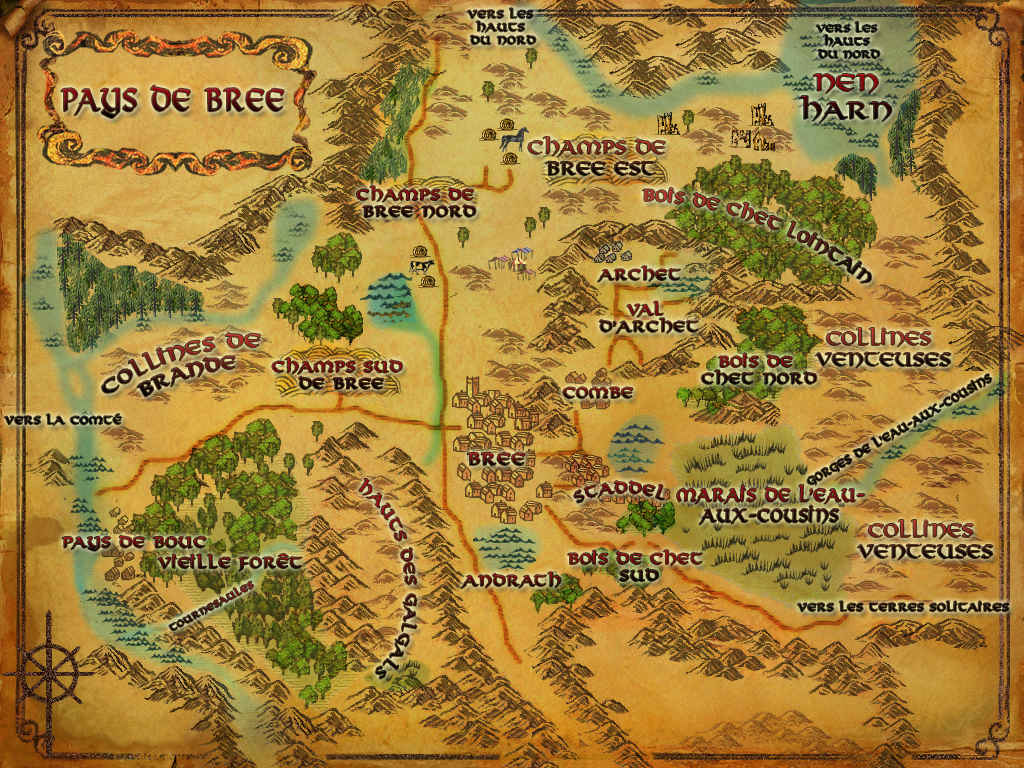 VERS LES
HAUTS
DU NORD
VERS LES
HAUTS
DU NORD
NEN
HARN
PAYS DE BREE
CHAMPS DE
BREE EST
CHAMPS DE
BREE NORD
BOIS DE CHET LOINTAIN
ARCHET
VAL
D'ARCHET
COLLINES DE
BRANDE
CHAMPS SUD
DE BREE
BOIS DE
CHET NORD
COLLINES
VENTEUSES
COMBE
VERS LA COMTÉ
GORGES DE L'EAU-AUX-COUSINS
BREE
STADDEL
MARAIS DE L'EAU-
AUX-COUSINS
HAUTS DES GALGALS
COLLINES
VENTEUSES
PAYS DE BOUC
VIEILLE FORÊT
TOURNESAULES
ANDRATH
BOIS DE CHET
SUD
VERS LES TERRES SOLITAIRES